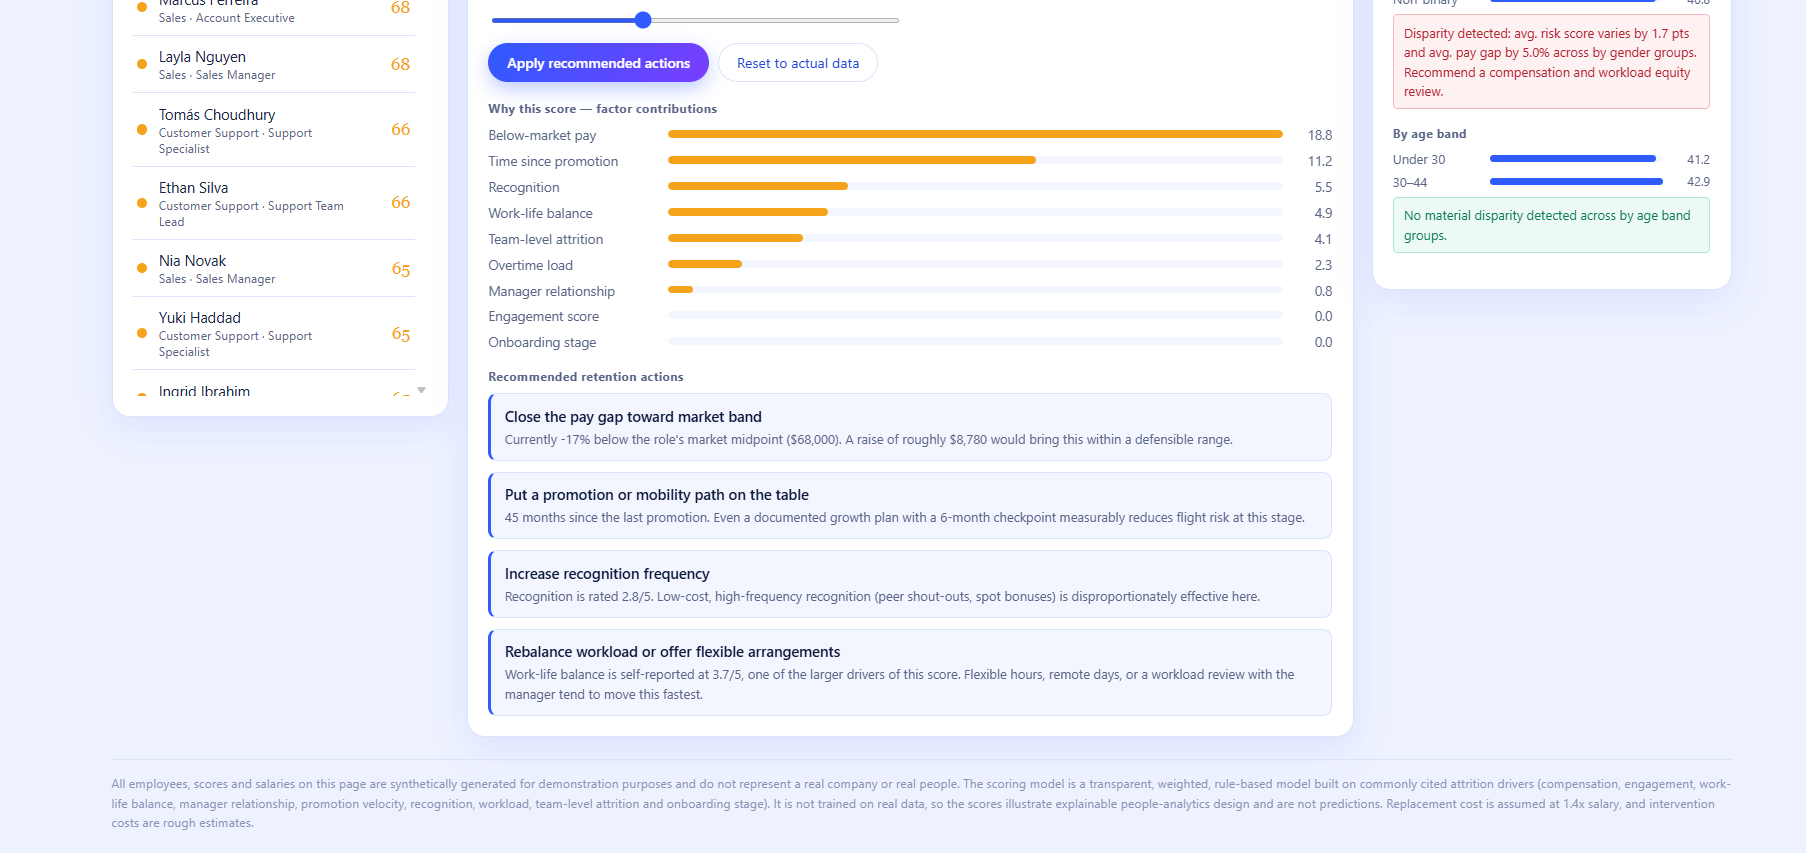 Marcus Ferreira
Sales · Account Executive
68
Layla Nguyen
Sales · Sales Manager
68
Tomás Choudhury
Customer Support · Support
Specialist
66
Ethan Silva
Customer Support · Support Team
Lead
66
Nia Novak
Sales · Sales Manager
65
Yuki Haddad
Customer Support · Support
Specialist
65
Ingrid Ibrahim
Apply recommended actions
Reset to actual data
Why this score — factor contributions
Below-market pay 18.8
Time since promotion 11.2
Recognition 5.5
Work-life balance 4.9
Team-level attrition 4.1
Overtime load 2.3
Manager relationship 0.8
Engagement score 0.0
Onboarding stage 0.0
Recommended retention actions
Close the pay gap toward market band
Currently -17% below the role's market midpoint ($68,000). A raise of roughly $8,780 would bring this within a defensible range.
Put a promotion or mobility path on the table
45 months since the last promotion. Even a documented growth plan with a 6-month checkpoint measurably reduces flight risk at this stage.
Increase recognition frequency
Recognition is rated 2.8/5. Low-cost, high-frequency recognition (peer shout-outs, spot bonuses) is disproportionately effective here.
Rebalance workload or offer flexible arrangements
Work-life balance is self-reported at 3.7/5, one of the larger drivers of this score. Flexible hours, remote days, or a workload review with the
manager tend to move this fastest.
Non-binary 40.8
Disparity detected: avg. risk score varies by 1.7 pts
and avg. pay gap by 5.0% across by gender groups.
Recommend a compensation and workload equity
review.
By age band
Under 30 41.2
30–44 42.9
No material disparity detected across by age band
groups.
All employees, scores and salaries on this page are synthetically generated for demonstration purposes and do not represent a real company or real people. The scoring model is a transparent, weighted, rule-based model built on commonly cited attrition drivers (compensation, engagement, work-
life balance, manager relationship, promotion velocity, recognition, workload, team-level attrition and onboarding stage). It is not trained on real data, so the scores illustrate explainable people-analytics design and are not predictions. Replacement cost is assumed at 1.4x salary, and intervention
costs are rough estimates.